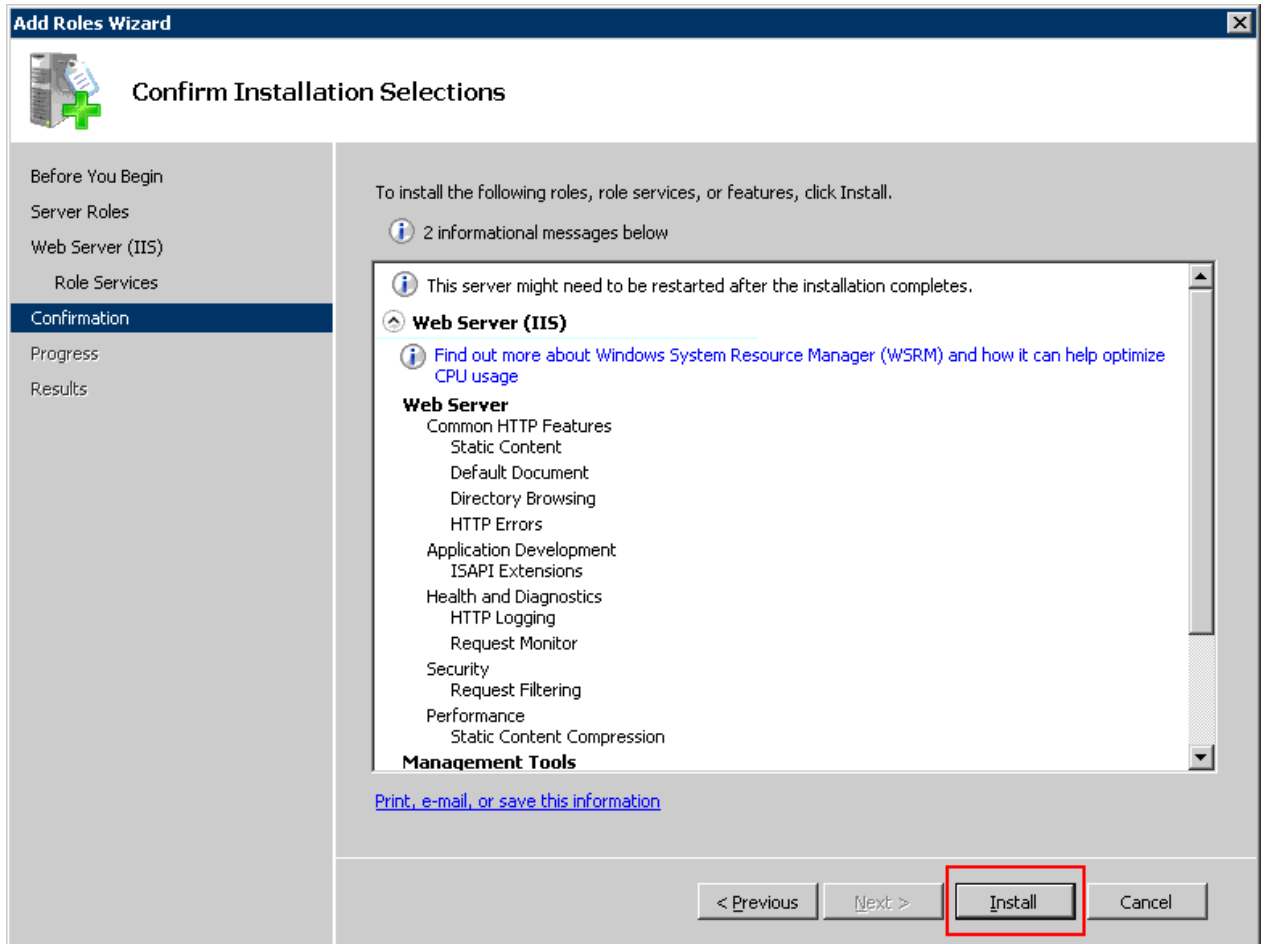 Add Roles Wizard
Confirm Installation Selections
Before You Begin
Server Roles
Web Server (IIS)
Role Services
Confirmation
Progress
Results
To install the following roles, role services, or features, click Install.
2 informational messages below
This server might need to be restarted after the installation completes.
Web Server (IIS)
Find out more about Windows System Resource Manager (WSRM) and how it can help optimize
CPU usage
Web Server
Common HTTP Features
Static Content
Default Document
Directory Browsing
HTTP Errors
Application Development
ISAPI Extensions
Health and Diagnostics
HTTP Logging
Request Monitor
Security
Request Filtering
Performance
Static Content Compression
Management Tools
Print, e-mail, or save this information
< Previous
Next >
Install
Cancel